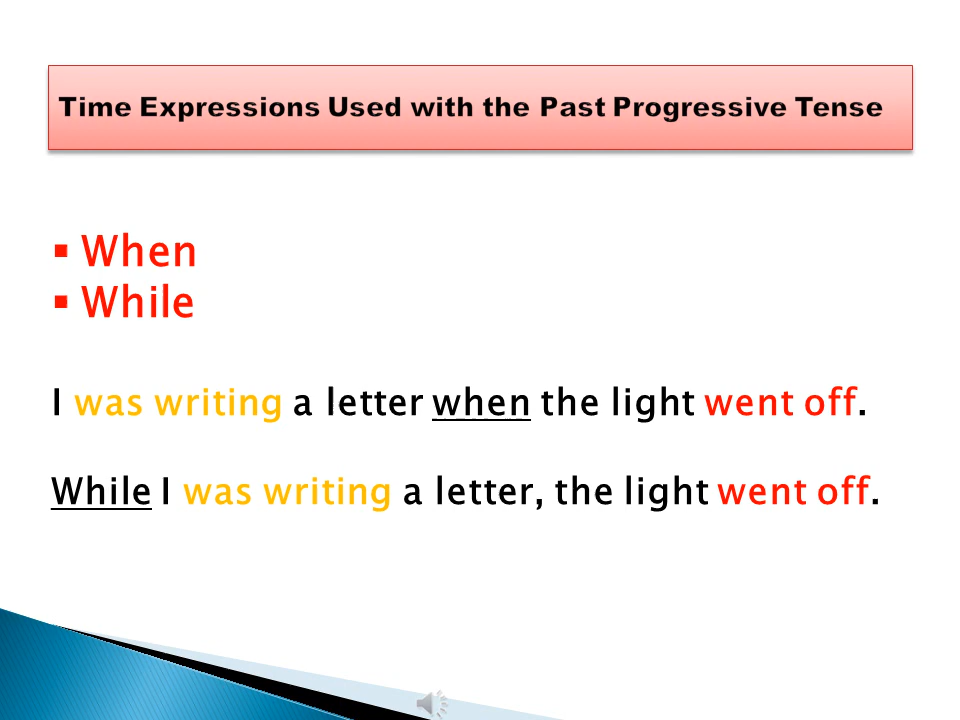 Time Expressions Used with the Past Progressive Tense
▪ When
▪ While
I was writing a letter when the light went off.
While I was writing a letter, the light went off.